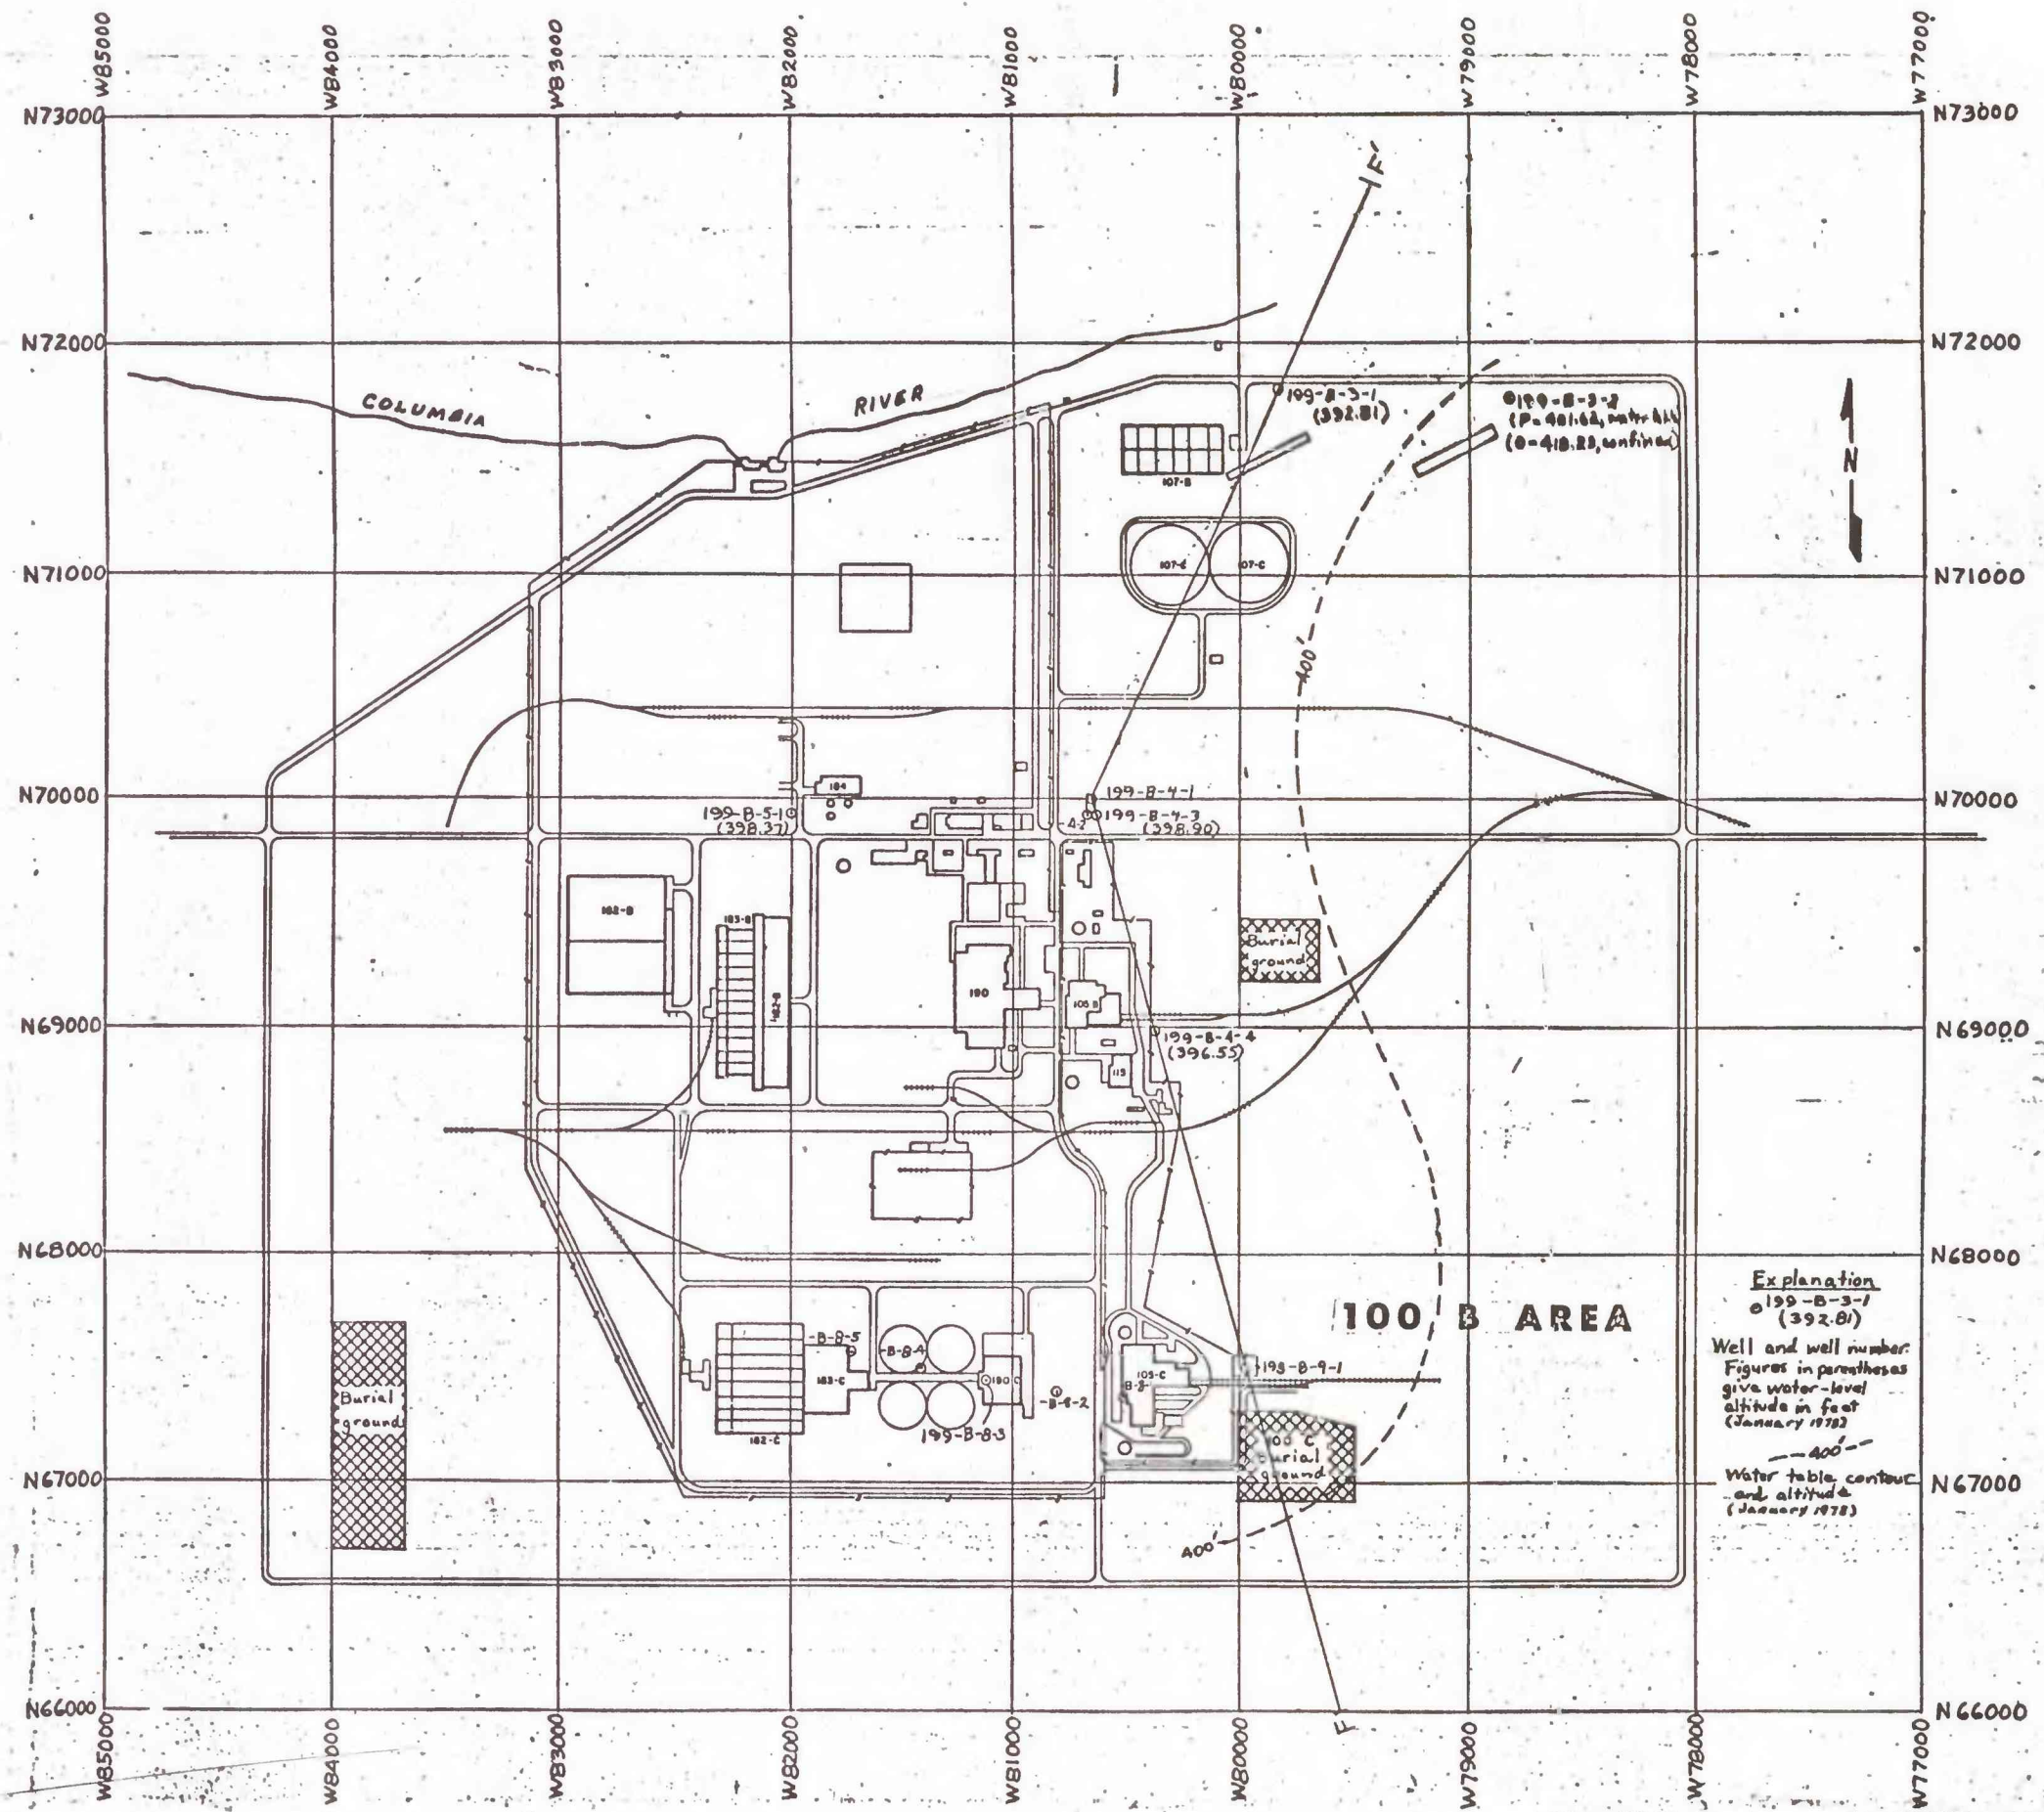 W85000
W84000
W83000
W82000
W81000
W80000
W79000
W78000
W77000
N73000
N73000
F'
N72000
N72000
COLUMBIA
RIVER
199-B-3-1
(392.81)
199-B-3-2
confined)
107-B
N
N71000
N71000
107-C
107-C
400'
184
N70000
N70000
199-B-4-1
199-B-5-1
(398.37)
199-B-4-3
(398.90)
-4-2
182-B
183-B
Burial
ground
190
105 B
N69000
N69000
199-B-4-4
(396.55)
115
N68000
N68000
Explanation
199-B-3-1
(392.81)
100 B AREA
Well and well number.
Figures in parentheses
give water-level
altitude in feet
(January 1978)
-B-8-5
-B-8-4
183-C
190 C
105-C
-9-1
Burial
ground
-B-8-2
199-B-8-3
182-C
400'
Water table contour
and altitude
(January 1978)
C
Burial
ground
N67000
N67000
400'
N66000
N66000
F
W85000
W84000
W83000
W82000
W81000
W80000
W79000
W78000
W77000